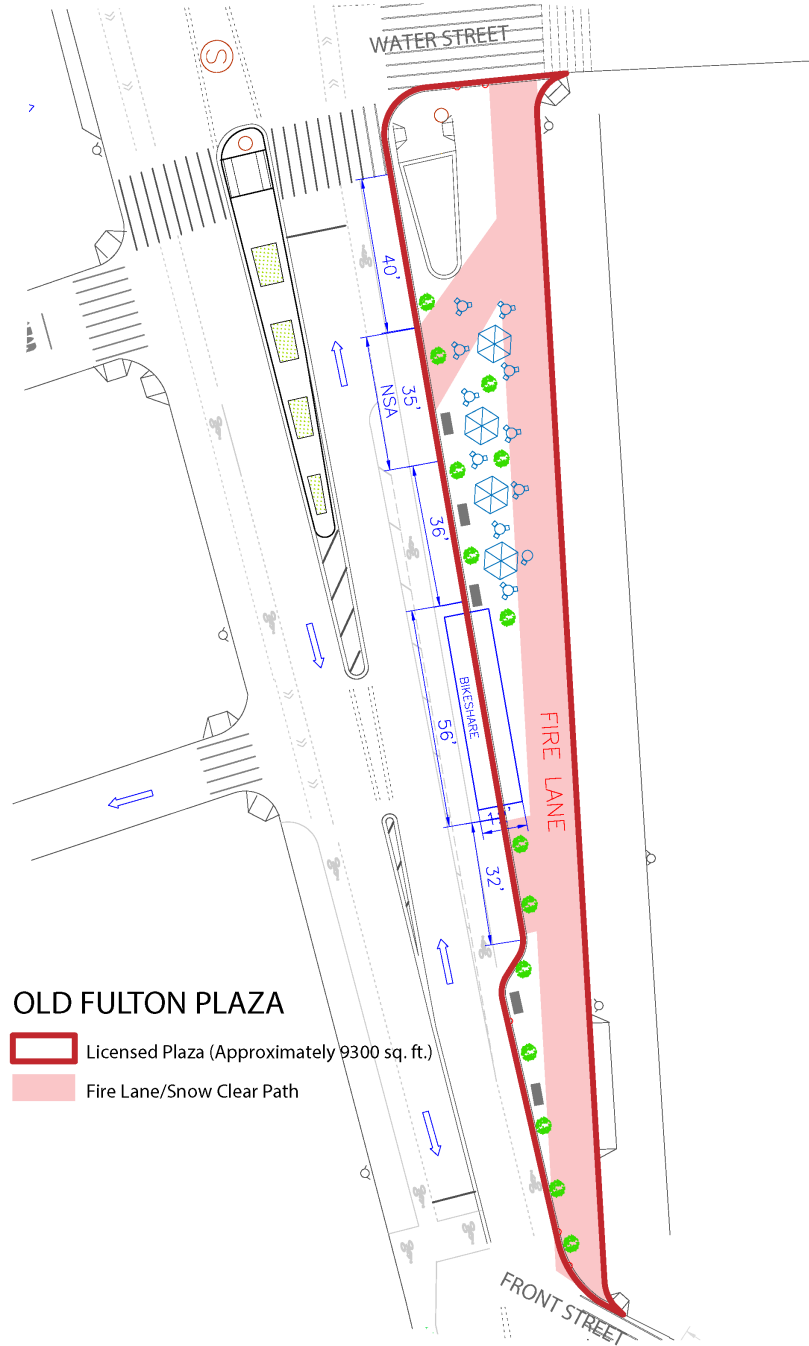 WATER STREET
S
7
40'
35'
NSA
36'
BIKESHARE
56'
FIRE LANE
32'
OLD FULTON PLAZA
Licensed Plaza (Approximately 9300 sq. ft.)
Fire Lane/Snow Clear Path
FRONT STREET